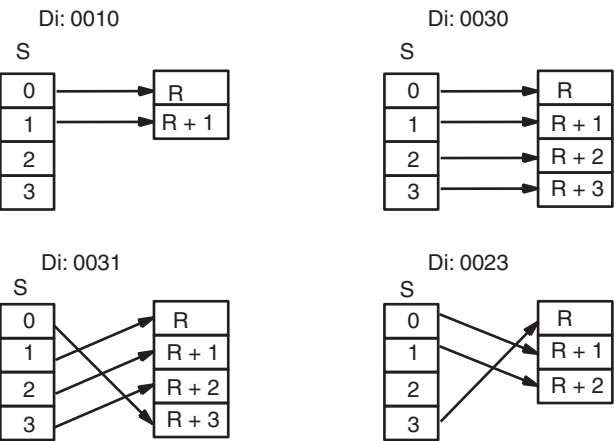 Di: 0010
S
0
1
2
3
R
R + 1
Di: 0030
S
0
1
2
3
R
R + 1
R + 2
R + 3
Di: 0031
S
0
1
2
3
R
R + 1
R + 2
R + 3
Di: 0023
S
0
1
2
3
R
R + 1
R + 2